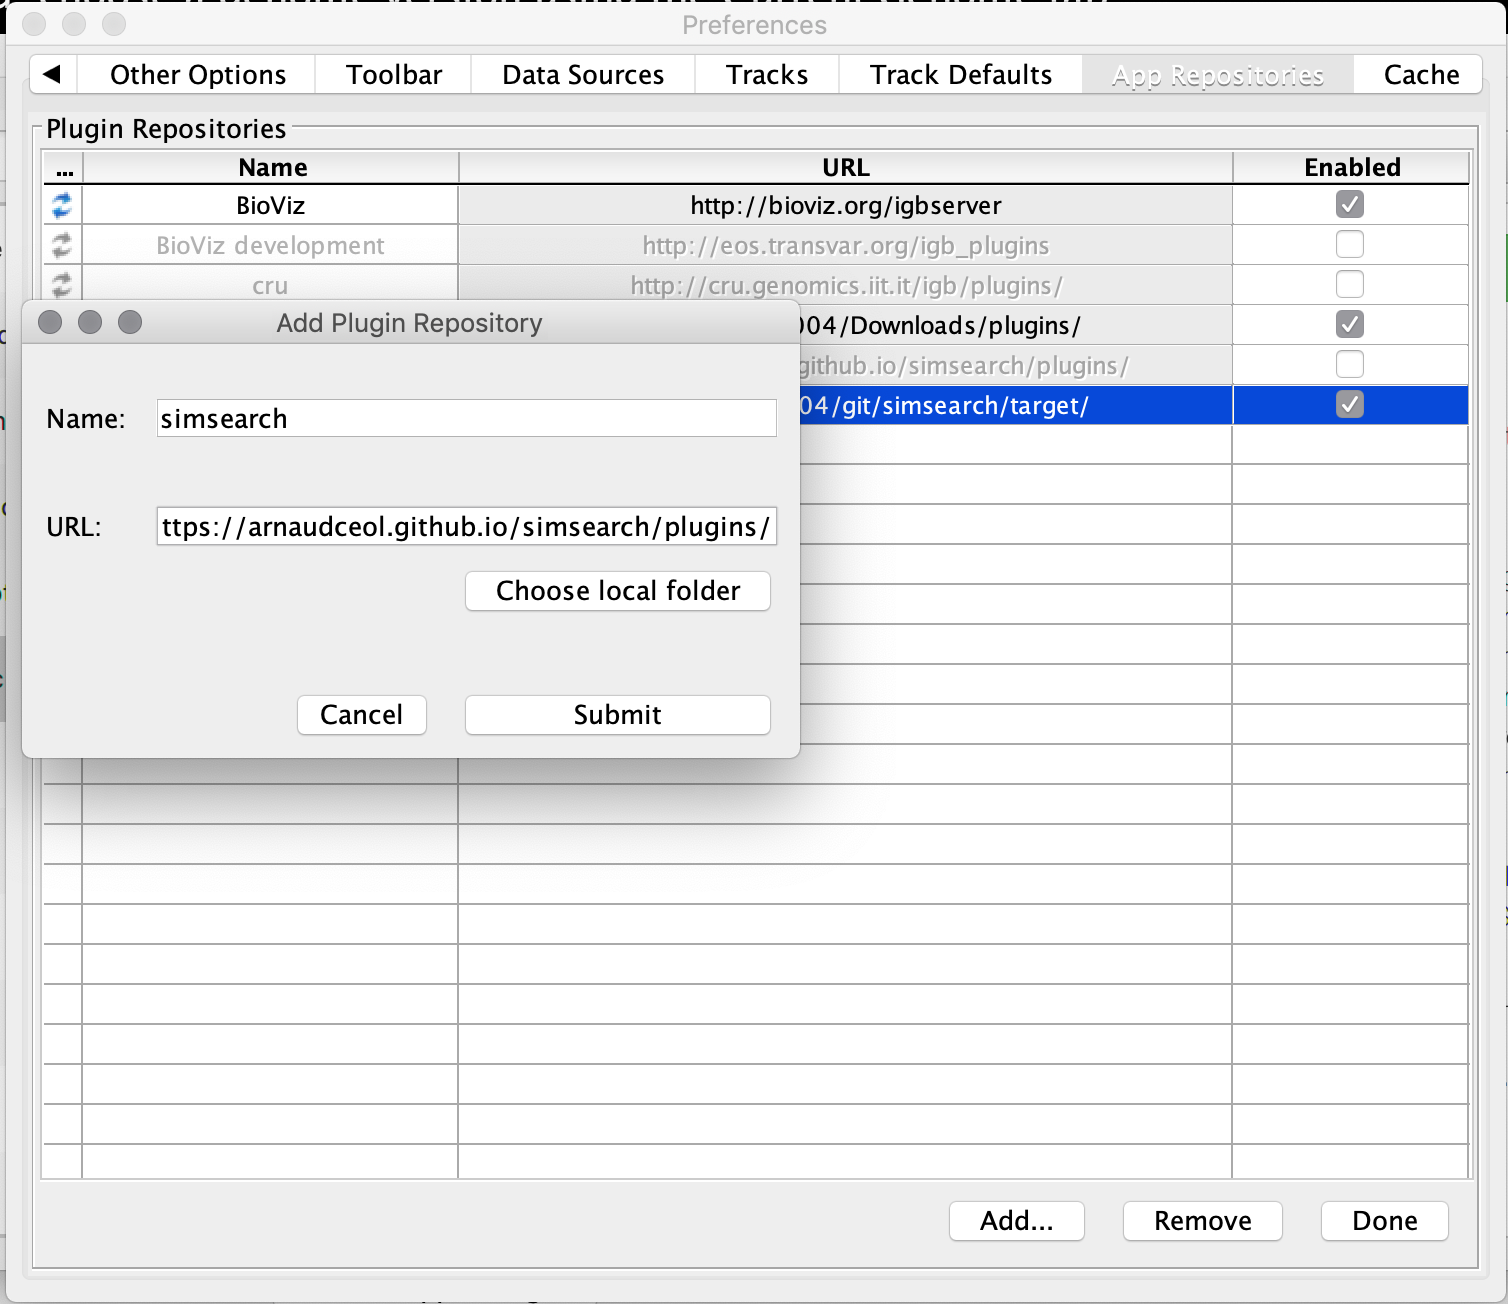 Preferences
Other Options Toolbar Data Sources Tracks Track Defaults App Repositories Cache
Plugin Repositories
... Name URL Enabled
BioViz http://bioviz.org/igbserver
BioViz development http://eos.transvar.org/igb_plugins
cru http://cru.genomics.iit.it/igb/plugins/
04/Downloads/plugins/
github.io/simsearch/plugins/
04/git/simsearch/target/
Add Plugin Repository
Name: simsearch
URL: ttps://arnaudceol.github.io/simsearch/plugins/
Choose local folder
Cancel Submit
Add... Remove Done